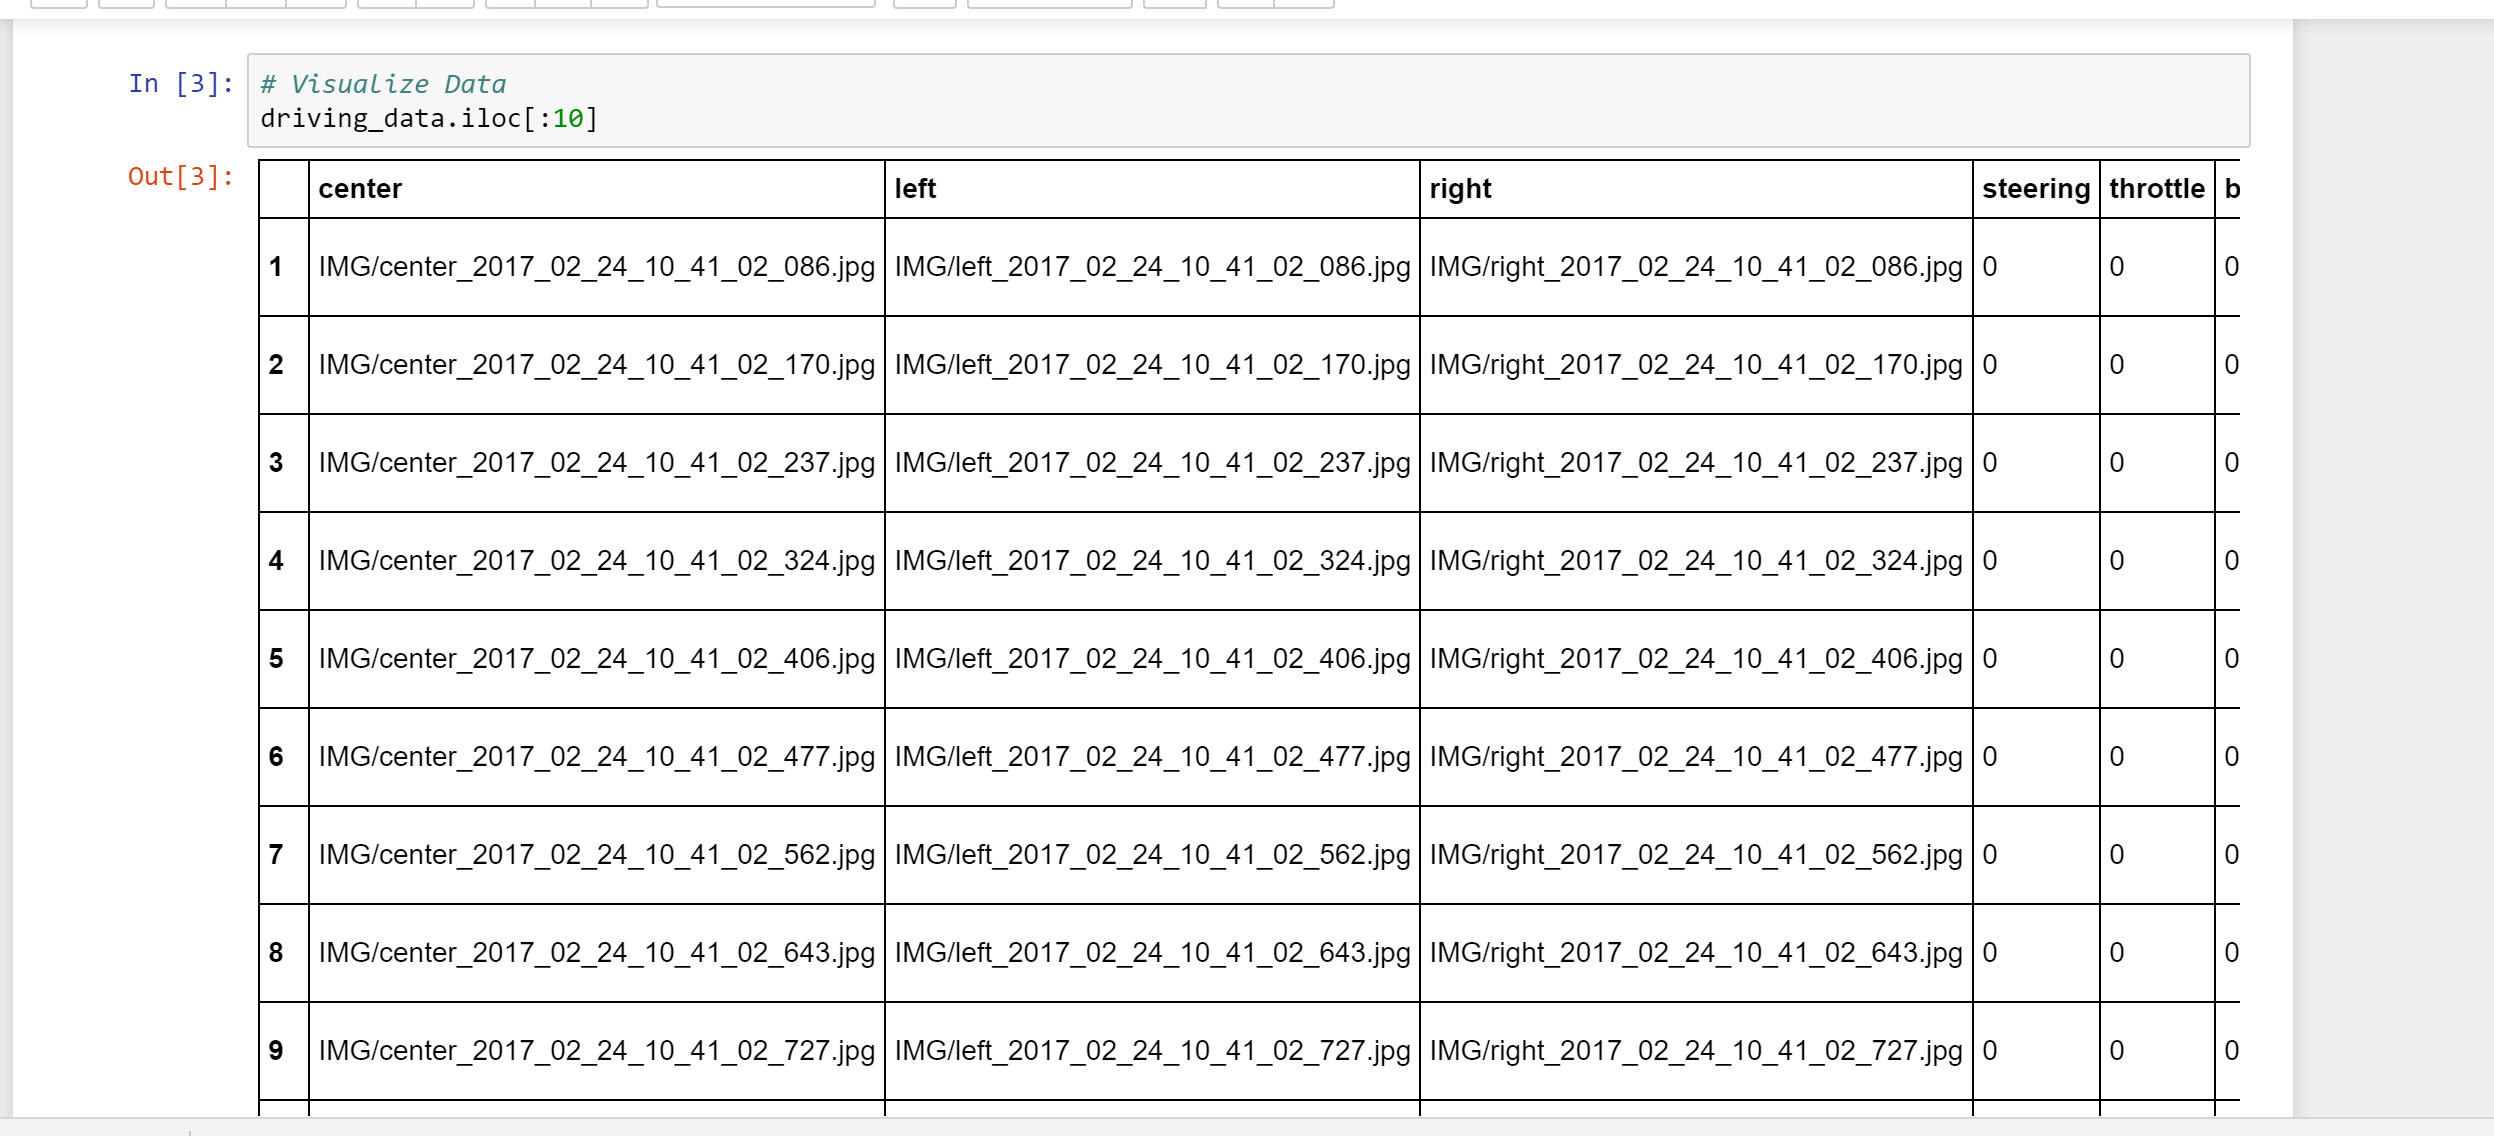 In [3]: # Visualize Data
driving_data.iloc[:10]
Out[3]: center left right steering throttle b
1 IMG/center_2017_02_24_10_41_02_086.jpg IMG/left_2017_02_24_10_41_02_086.jpg IMG/right_2017_02_24_10_41_02_086.jpg 0 0 0
2 IMG/center_2017_02_24_10_41_02_170.jpg IMG/left_2017_02_24_10_41_02_170.jpg IMG/right_2017_02_24_10_41_02_170.jpg 0 0 0
3 IMG/center_2017_02_24_10_41_02_237.jpg IMG/left_2017_02_24_10_41_02_237.jpg IMG/right_2017_02_24_10_41_02_237.jpg 0 0 0
4 IMG/center_2017_02_24_10_41_02_324.jpg IMG/left_2017_02_24_10_41_02_324.jpg IMG/right_2017_02_24_10_41_02_324.jpg 0 0 0
5 IMG/center_2017_02_24_10_41_02_406.jpg IMG/left_2017_02_24_10_41_02_406.jpg IMG/right_2017_02_24_10_41_02_406.jpg 0 0 0
6 IMG/center_2017_02_24_10_41_02_477.jpg IMG/left_2017_02_24_10_41_02_477.jpg IMG/right_2017_02_24_10_41_02_477.jpg 0 0 0
7 IMG/center_2017_02_24_10_41_02_562.jpg IMG/left_2017_02_24_10_41_02_562.jpg IMG/right_2017_02_24_10_41_02_562.jpg 0 0 0
8 IMG/center_2017_02_24_10_41_02_643.jpg IMG/left_2017_02_24_10_41_02_643.jpg IMG/right_2017_02_24_10_41_02_643.jpg 0 0 0
9 IMG/center_2017_02_24_10_41_02_727.jpg IMG/left_2017_02_24_10_41_02_727.jpg IMG/right_2017_02_24_10_41_02_727.jpg 0 0 0